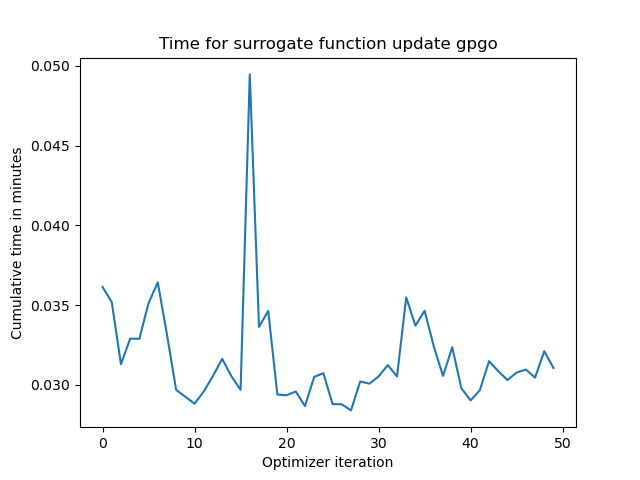 Time for surrogate function update gpgo
Cumulative time in minutes
0.050
0.045
0.040
0.035
0.030
0 10 20 30 40 50
Optimizer iteration